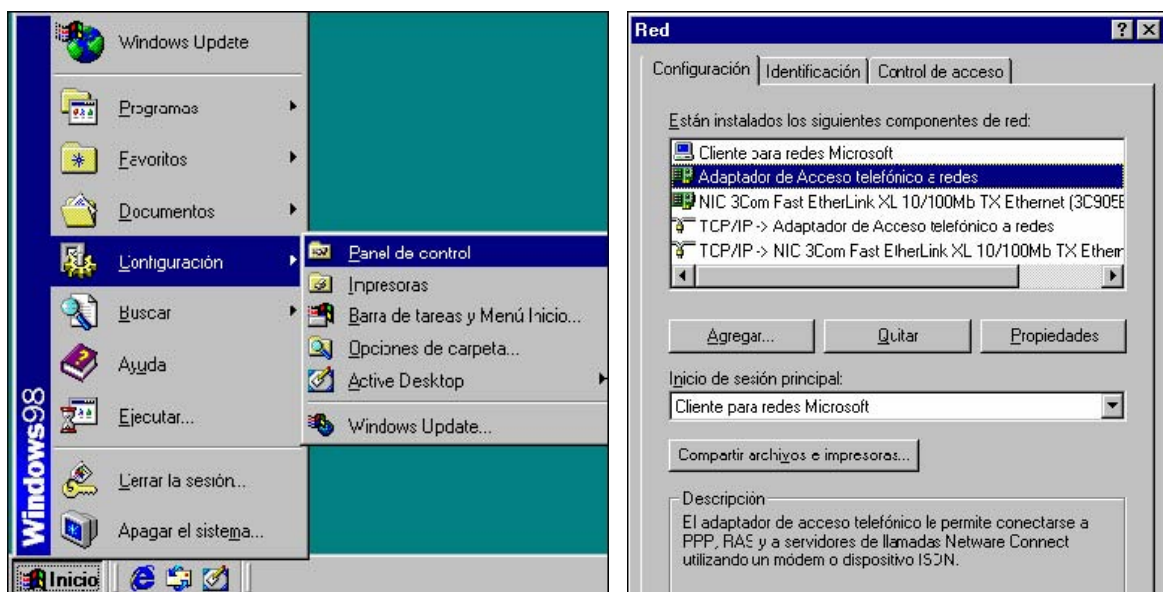 Windows Update
Programas
Favoritos
Documentos
Configuración
Buscar
Ayuda
Ejecutar...
Cerrar la sesión...
Apagar el sistema...
Windows98
Inicio
Panel de control
Impresoras
Barra de tareas y Menú Inicio...
Opciones de carpeta...
Active Desktop
Windows Update...
Red
Configuración Identificación Control de acceso
Están instalados los siguientes componentes de red:
Cliente para redes Microsoft
Adaptador de Acceso telefónico a redes
NIC 3Com Fast EtherLink XL 10/100Mb TX Ethernet (3C905B
TCP/IP -> Adaptador de Acceso telefónico a redes
TCP/IP -> NIC 3Com Fast EtherLink XL 10/100Mb TX Ethern
Agregar... Quitar Propiedades
Inicio de sesión principal:
Cliente para redes Microsoft
Compartir archivos e impresoras...
Descripción
El adaptador de acceso telefónico le permite conectarse a
PPP, RAS y a servidores de llamadas Netware Connect
utilizando un módem o dispositivo ISDN.